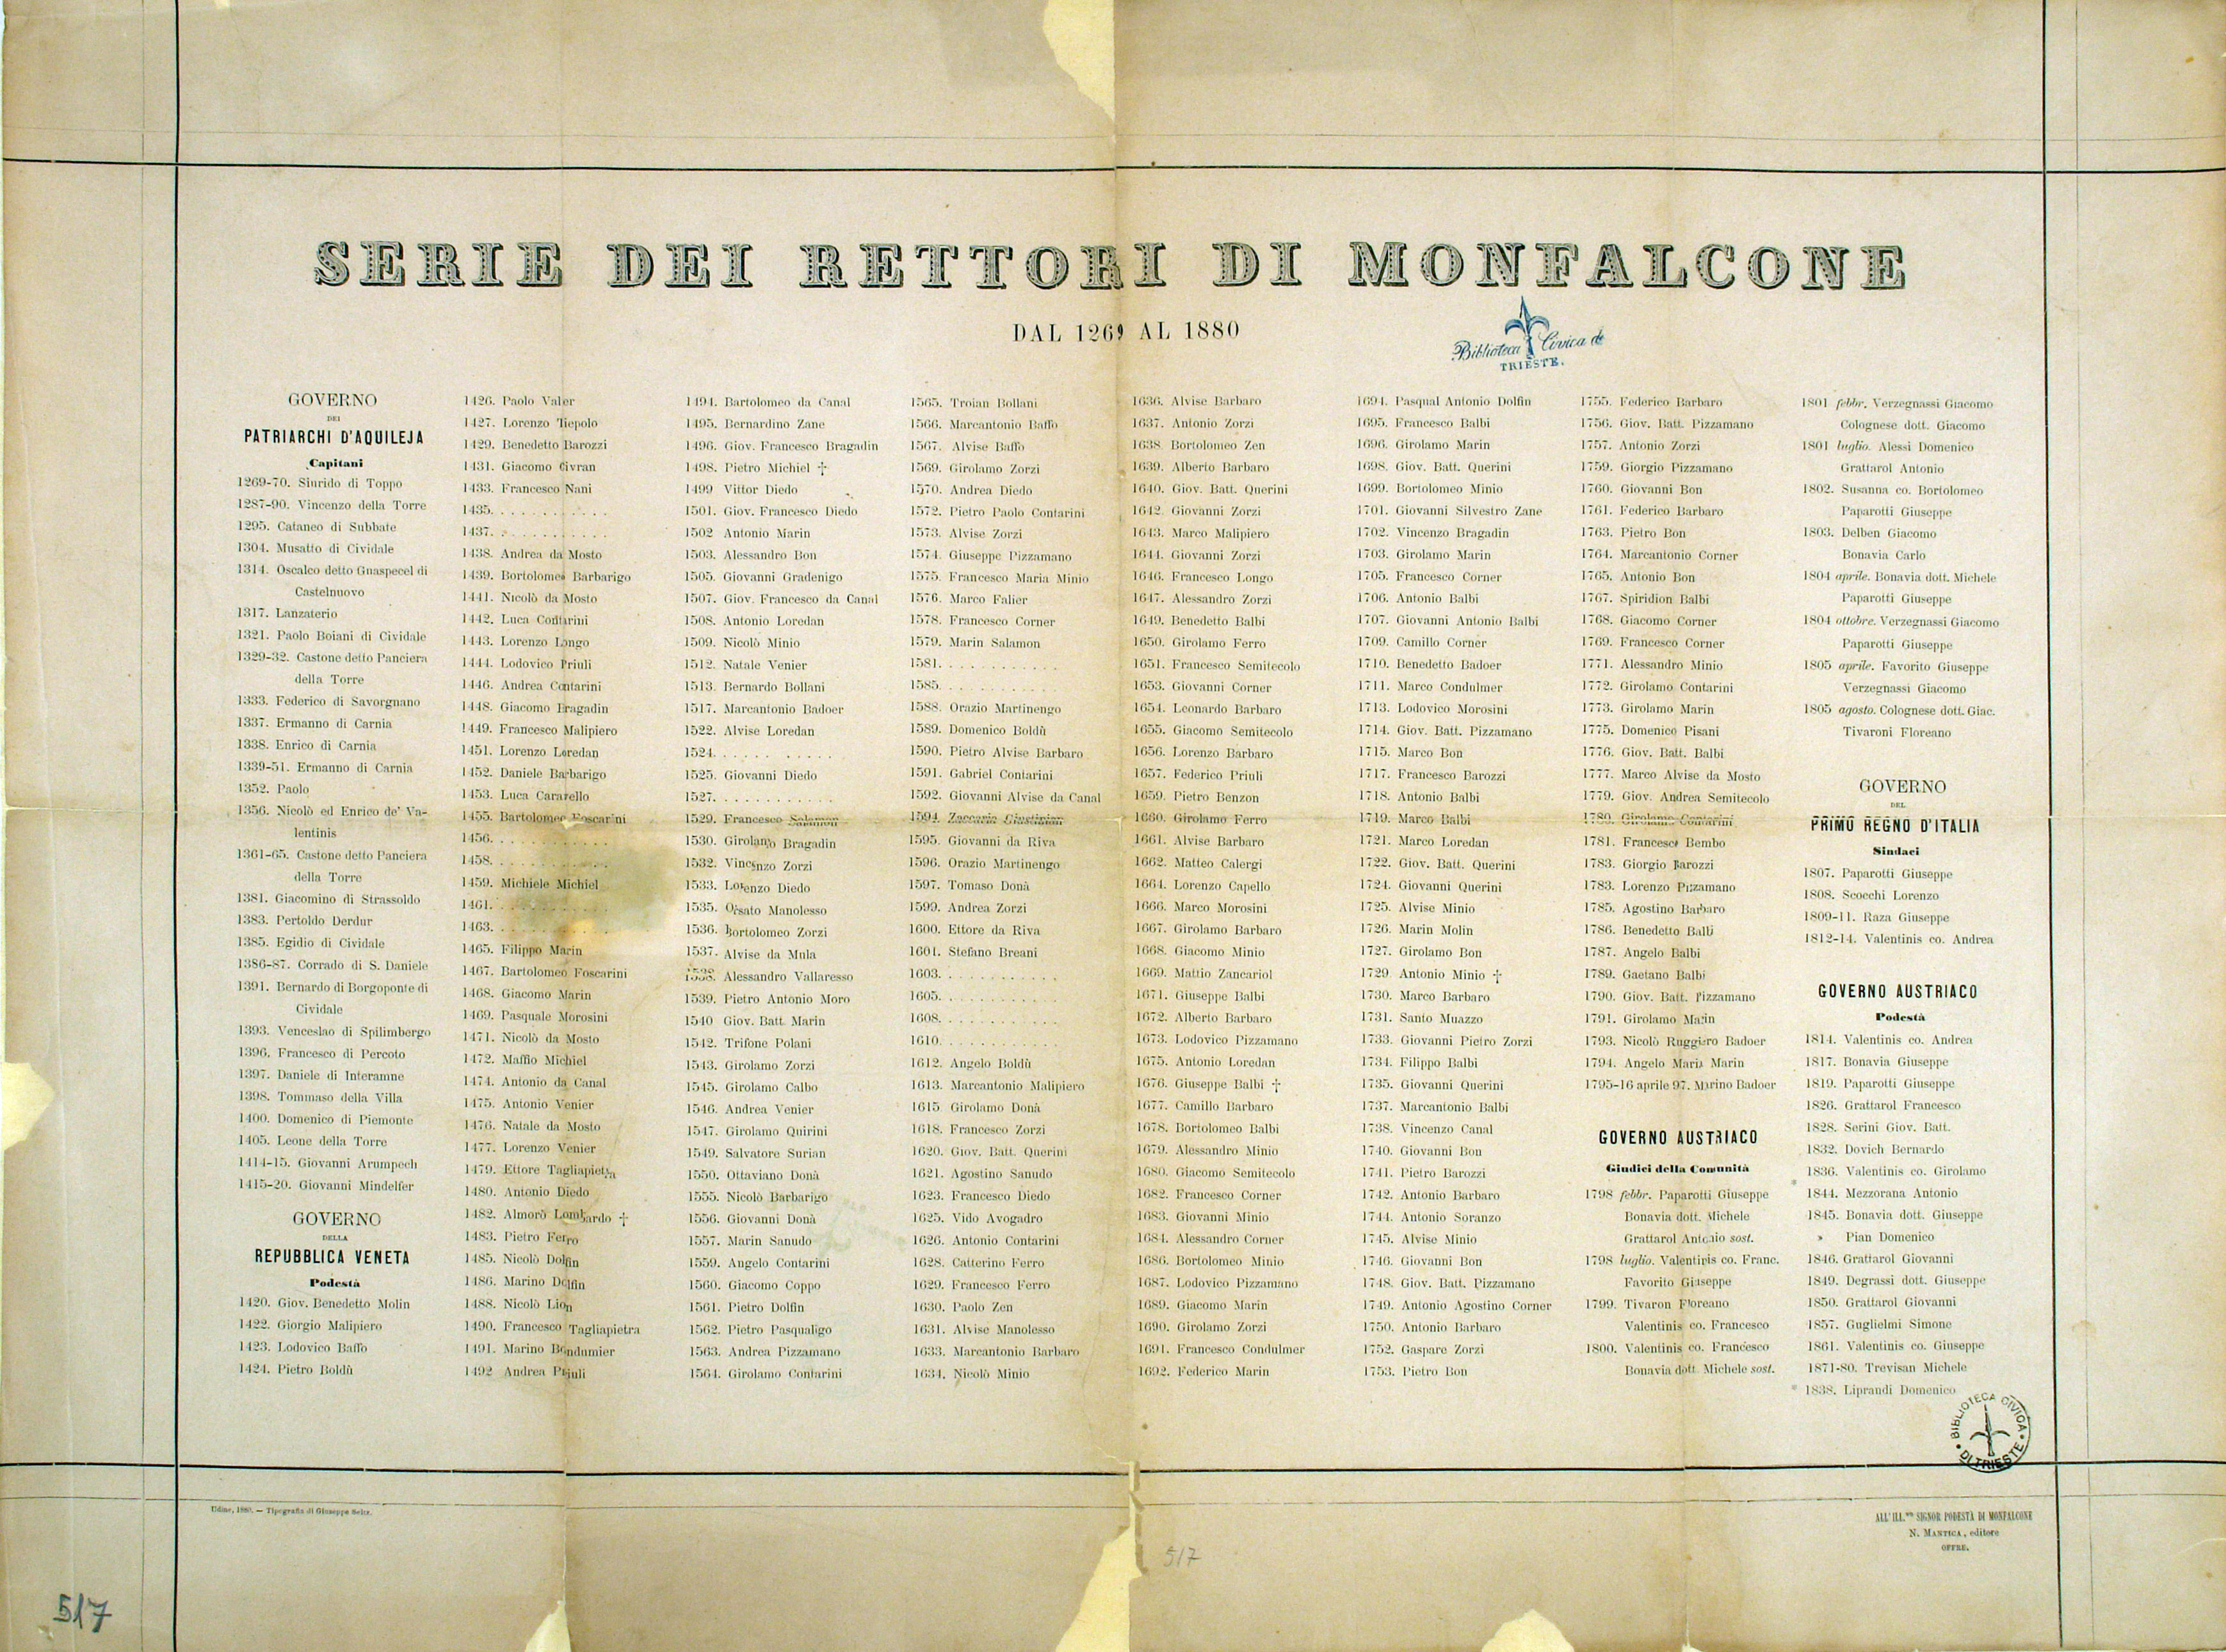 SERIE DEI RETTORI DI MONFALCONE
DAL 1269 AL 1880
Biblioteca Civica di
TRIESTE.
GOVERNO
DEI
PATRIARCHI D'AQUILEJA
Capitani
1269-70. Siurido di Toppo
1287-90. Vincenzo della Torre
1295. Cataneo di Subbate
1304. Musatto di Cividale
1314. Oscalco detto Guaspecel di
Castelnuovo
1317. Lanzaterio
1321. Paolo Boiani di Cividale
1329-32. Castone detto Panciera
della Torre
1333. Federico di Savorgnano
1337. Ermanno di Carnia
1338. Enrico di Carnia
1339-51. Ermanno di Carnia
1352. Paolo
1356. Nicolò ed Enrico de' Va-
lentinis
1361-65. Castone detto Panciera
della Torre
1381. Giacomino di Strassoldo
1383. Pertoldo Derdur
1385. Egidio di Cividale
1386-87. Corrado di S. Daniele
1391. Bernardo di Borgoponte di
Cividale
1393. Venceslao di Spilimbergo
1396. Francesco di Percoto
1397. Daniele di Interamne
1398. Tommaso della Villa
1400. Domenico di Piemonte
1405. Leone della Torre
1414-15. Giovanni Arumpech
1415-20. Giovanni Mindelfer
GOVERNO
DELLA
REPUBBLICA VENETA
Podestà
1420. Giov. Benedetto Molin
1422. Giorgio Malipiero
1423. Lodovico Baffo
1424. Pietro Boldù
1426. Paolo Valer
1427. Lorenzo Tiepolo
1429. Benedetto Barozzi
1431. Giacomo Civran
1433. Francesco Nani
1435. . . . . . . . . . .
1437. . . . . . . . . . .
1438. Andrea da Mosto
1439. Bortolomeo Barbarigo
1441. Nicolò da Mosto
1442. Luca Contarini
1443. Lorenzo Longo
1444. Lodovico Priuli
1446. Andrea Contarini
1448. Giacomo Bragadin
1449. Francesco Malipiero
1451. Lorenzo Loredan
1452. Daniele Barbarigo
1453. Luca Caravello
1455. Bartolomeo Foscarini
1456. . . . . . . . . . .
1458. . . . . . . . . . .
1459. Michiele Michiel
1461. . . . . . . . . . .
1463. . . . . . . . . . .
1465. Filippo Marin
1467. Bartolomeo Foscarini
1468. Giacomo Marin
1469. Pasquale Morosini
1471. Nicolò da Mosto
1472. Maffio Michiel
1474. Antonio da Canal
1475. Antonio Venier
1476. Natale da Mosto
1477. Lorenzo Venier
1479. Ettore Tagliapietra
1480. Antonio Diedo
1482. Almorò Lombardo †
1483. Pietro Ferro
1485. Nicolò Dolfin
1486. Marino Dolfin
1488. Nicolò Lion
1490. Francesco Tagliapietra
1491. Marino Bondumier
1492 Andrea Priuli
1494. Bartolomeo da Canal
1495. Bernardino Zane
1496. Giov. Francesco Bragadin
1498. Pietro Michiel †
1499 Vittor Diedo
1501. Giov. Francesco Diedo
1502 Antonio Marin
1503. Alessandro Bon
1505. Giovanni Gradenigo
1507. Giov. Francesco da Canal
1508. Antonio Loredan
1509. Nicolò Minio
1512. Natale Venier
1513. Bernardo Bollani
1517. Marcantonio Badoer
1522. Alvise Loredan
1524. . . . . . . . . . .
1525. Giovanni Diedo
1527. . . . . . . . . . .
1529. Francesco Salamon
1530. Girolamo Bragadin
1532. Vincenzo Zorzi
1533. Lorenzo Diedo
1535. Orsato Manolesso
1536. Bortolomeo Zorzi
1537. Alvise da Mula
1538. Alessandro Vallaresso
1539. Pietro Antonio Moro
1540 Giov. Batt. Marin
1542. Trifone Polani
1543. Girolamo Zorzi
1545. Girolamo Calbo
1546. Andrea Venier
1547. Girolamo Quirini
1549. Salvatore Surian
1550. Ottaviano Donà
1555. Nicolò Barbarigo
1556. Giovanni Donà
1557. Marin Sanudo
1559. Angelo Contarini
1560. Giacomo Coppo
1561. Pietro Dolfin
1562. Pietro Pasqualigo
1563. Andrea Pizzamano
1564. Girolamo Contarini
1565. Troian Bollani
1566. Marcantonio Baffo
1567. Alvise Baffo
1569. Girolamo Zorzi
1570. Andrea Diedo
1572. Pietro Paolo Contarini
1573. Alvise Zorzi
1574. Giuseppe Pizzamano
1575. Francesco Maria Minio
1576. Marco Falier
1578. Francesco Corner
1579. Marin Salamon
1581. . . . . . . . . . .
1585. . . . . . . . . . .
1588. Orazio Martinengo
1589. Domenico Boldù
1590. Pietro Alvise Barbaro
1591. Gabriel Contarini
1592. Giovanni Alvise da Canal
1594. Zaccaria Giustinian
1595. Giovanni da Riva
1596. Orazio Martinengo
1597. Tomaso Donà
1599. Andrea Zorzi
1600. Ettore da Riva
1601. Stefano Breani
1603. . . . . . . . . . .
1605. . . . . . . . . . .
1608. . . . . . . . . . .
1610. . . . . . . . . . .
1612. Angelo Boldù
1613. Marcantonio Malipiero
1615 Girolamo Donà
1618. Francesco Zorzi
1620. Giov. Batt. Querini
1621. Agostino Sanudo
1623. Francesco Diedo
1625. Vido Avogadro
1626. Antonio Contarini
1628. Catterino Ferro
1629. Francesco Ferro
1630. Paolo Zen
1631. Alvise Manolesso
1633. Marcantonio Barbaro
1634. Nicolò Minio
1636. Alvise Barbaro
1637. Antonio Zorzi
1638 Bortolomeo Zen
1639. Alberto Barbaro
1640. Giov. Batt. Querini
1642. Giovanni Zorzi
1643. Marco Malipiero
1644. Giovanni Zorzi
1646. Francesco Longo
1647. Alessandro Zorzi
1649. Benedetto Balbi
1650. Girolamo Ferro
1651. Francesco Semitecolo
1653. Giovanni Corner
1654. Leonardo Barbaro
1655. Giacomo Semitecolo
1656. Lorenzo Barbaro
1657. Federico Priuli
1659. Pietro Benzon
1660. Girolamo Ferro
1661. Alvise Barbaro
1662. Matteo Calergi
1664. Lorenzo Capello
1666. Marco Morosini
1667. Girolamo Barbaro
1668. Giacomo Minio
1669. Mattio Zancariol
1671. Giuseppe Balbi
1672. Alberto Barbaro
1673. Lodovico Pizzamano
1675. Antonio Loredan
1676. Giuseppe Balbi †
1677. Camillo Barbaro
1678. Bortolomeo Balbi
1679. Alessandro Minio
1680. Giacomo Semitecolo
1682. Francesco Corner
1683. Giovanni Minio
1684. Alessandro Corner
1686. Bortolomeo Minio
1687. Lodovico Pizzamano
1689. Giacomo Marin
1690. Girolamo Zorzi
1691. Francesco Condulmer
1692. Federico Marin
1694. Pasqual Antonio Dolfin
1695. Francesco Balbi
1696. Girolamo Marin
1698. Giov. Batt. Querini
1699. Bortolomeo Minio
1701. Giovanni Silvestro Zane
1702. Vincenzo Bragadin
1703. Girolamo Marin
1705. Francesco Corner
1706. Antonio Balbi
1707. Giovanni Antonio Balbi
1709. Camillo Corner
1710. Benedetto Badoer
1711. Marco Condulmer
1713. Lodovico Morosini
1714. Giov. Batt. Pizzamano
1715. Marco Bon
1717. Francesco Barozzi
1718. Antonio Balbi
1719. Marco Balbi
1721. Marco Loredan
1722. Giov. Batt. Querini
1724. Giovanni Querini
1725. Alvise Minio
1726. Marin Molin
1727. Girolamo Bon
1729 Antonio Minio †
1730. Marco Barbaro
1731. Santo Muazzo
1733. Giovanni Pietro Zorzi
1734. Filippo Balbi
1735. Giovanni Querini
1737. Marcantonio Balbi
1738. Vincenzo Canal
1740. Giovanni Bon
1741. Pietro Barozzi
1742. Antonio Barbaro
1744. Antonio Soranzo
1745. Alvise Minio
1746. Giovanni Bon
1748. Giov. Batt. Pizzamano
1749. Antonio Agostino Corner
1750. Antonio Barbaro
1752. Gaspare Zorzi
1753. Pietro Bon
1755. Federico Barbaro
1756. Giov. Batt. Pizzamano
1757. Antonio Zorzi
1759. Giorgio Pizzamano
1760. Giovanni Bon
1761. Federico Barbaro
1763. Pietro Bon
1764. Marcantonio Corner
1765. Antonio Bon
1767. Spiridion Balbi
1768. Giacomo Corner
1769. Francesco Corner
1771. Alessandro Minio
1772. Girolamo Contarini
1773. Girolamo Marin
1775. Domenico Pisani
1776. Giov. Batt. Balbi
1777. Marco Alvise da Mosto
1779. Giov. Andrea Semitecolo
1780. Girolamo Contarini
1781. Francesco Bembo
1783. Giorgio Barozzi
1783. Lorenzo Pizzamano
1785. Agostino Barbaro
1786. Benedetto Balbi
1787. Angelo Balbi
1789. Gaetano Balbi
1790. Giov. Batt. Pizzamano
1791. Girolamo Marin
1793. Nicolò Ruggiero Badoer
1794. Angelo Maria Marin
1795-16 aprile 97. Marino Badoer
GOVERNO AUSTRIACO
Giudici della Comunità
1798 febbr. Paparotti Giuseppe
Bonavia dott. Michele
Grattarol Antonio sost.
1798 luglio. Valentinis co. Franc.
Favorito Giuseppe
1799. Tivaron Floreano
Valentinis co. Francesco
1800. Valentinis co. Francesco
Bonavia dott. Michele sost.
1801 febbr. Verzegnassi Giacomo
Colognese dott. Giacomo
1801 luglio. Alessi Domenico
Grattarol Antonio
1802. Susanna co. Bortolomeo
Paparotti Giuseppe
1803. Delben Giacomo
Bonavia Carlo
1804 aprile. Bonavia dott. Michele
Paparotti Giuseppe
1804 ottobre. Verzegnassi Giacomo
Paparotti Giuseppe
1805 aprile. Favorito Giuseppe
Verzegnassi Giacomo
1805 agosto. Colognese dott. Giac.
Tivaroni Floreano
GOVERNO
DEL
PRIMO REGNO D'ITALIA
Sindaci
1807. Paparotti Giuseppe
1808. Scocchi Lorenzo
1809-11. Raza Giuseppe
1812-14. Valentinis co. Andrea
GOVERNO AUSTRIACO
Podestà
1814. Valentinis co. Andrea
1817. Bonavia Giuseppe
1819. Paparotti Giuseppe
1826. Grattarol Francesco
1828. Serini Giov. Batt.
1832. Dovich Bernardo
1836. Valentinis co. Girolamo
1844. Mezzorana Antonio
1845. Bonavia dott. Giuseppe
» Pian Domenico
1846. Grattarol Giovanni
1849. Degrassi dott. Giuseppe
1850. Grattarol Giovanni
1857. Guglielmi Simone
1861. Valentinis co. Giuseppe
1871-80. Trevisan Michele
* 1838. Liprandi Domenico
BIBLIOTECA CIVICA
DI TRIESTE
Udine, — Tipografia di Giuseppe Seitz.
ALL'ILL.mo SIGNOR PODESTÀ DI MONFALCONE
N. MANTICA, editore
OFFRE.
517
517